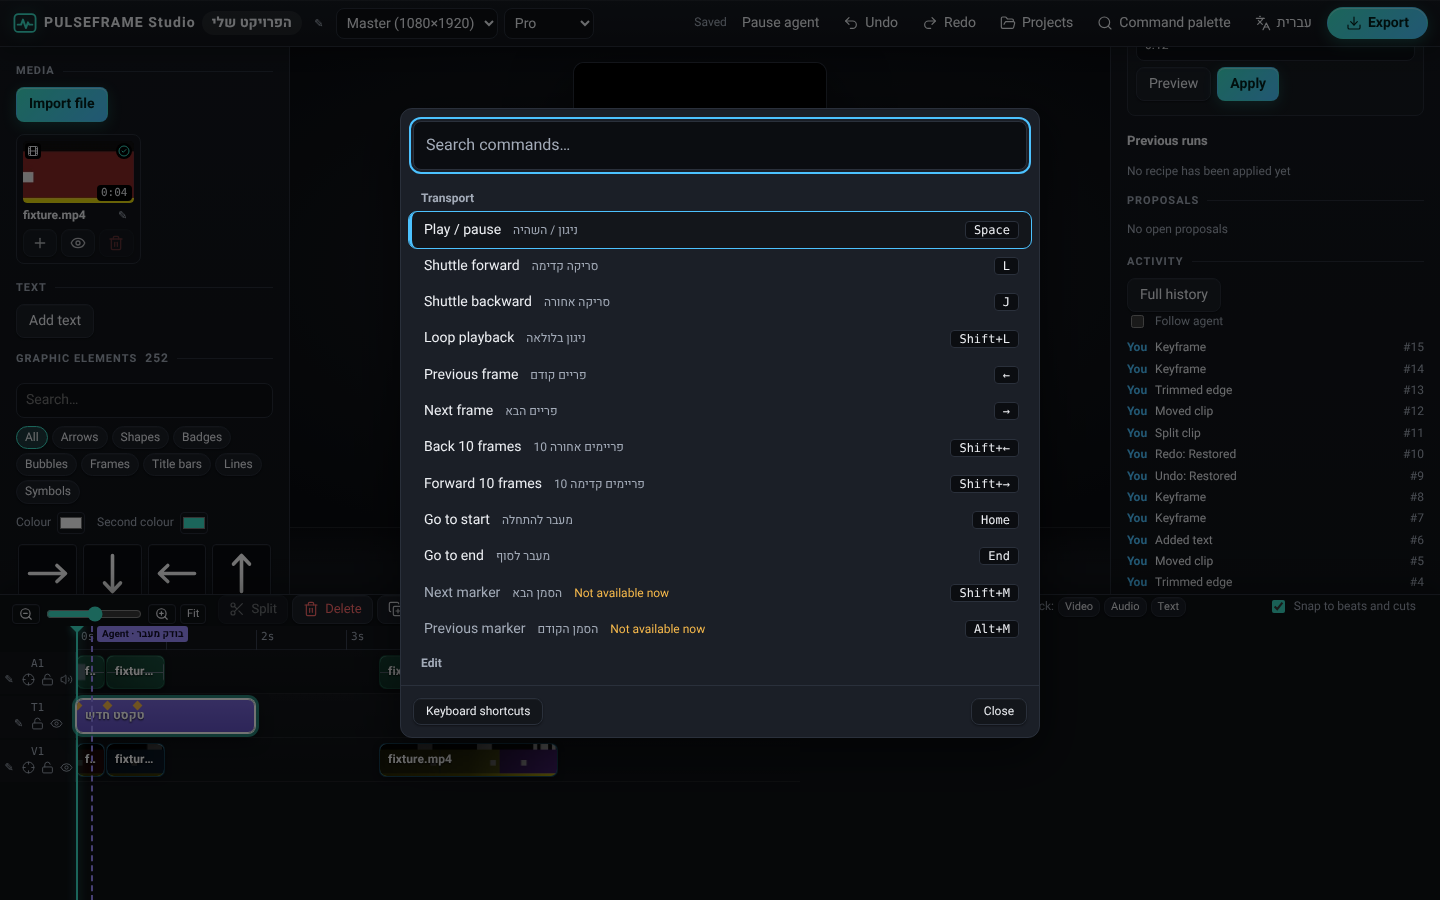 PULSEFRAME Studio הפרויקט שלי Master (1080×1920) Pro Saved Pause agent Undo Redo Projects Command palette עברית Export
MEDIA
Import file
0:04
fixture.mp4
TEXT
Add text
GRAPHIC ELEMENTS 252
Search...
All Arrows Shapes Badges
Bubbles Frames Title bars Lines
Symbols
Colour Second colour
Search commands...
Transport
Play / pause ניגון / השהיה Space
Shuttle forward סריקה קדימה L
Shuttle backward סריקה אחורה J
Loop playback ניגון בלולאה Shift+L
Previous frame פריים קודם ←
Next frame פריים הבא →
Back 10 frames 10 פריימים אחורה Shift+←
Forward 10 frames 10 פריימים קדימה Shift+→
Go to start מעבר להתחלה Home
Go to end מעבר לסוף End
Next marker הסמן הבא Not available now Shift+M
Previous marker הסמן הקודם Not available now Alt+M
Edit
Keyboard shortcuts Close
Preview Apply
Previous runs
No recipe has been applied yet
PROPOSALS
No open proposals
ACTIVITY
Full history
Follow agent
You Keyframe #15
You Keyframe #14
You Trimmed edge #13
You Moved clip #12
You Split clip #11
You Redo: Restored #10
You Undo: Restored #9
You Keyframe #8
You Keyframe #7
You Added text #6
You Moved clip #5
You Trimmed edge #4
Fit Split Delete Video Audio Text Snap to beats and cuts
0s Agent · בודק מעבר 2s 3s
A1 f… fixtur… fix
T1 טקסט חדש
V1 f… fixtur… fixture.mp4